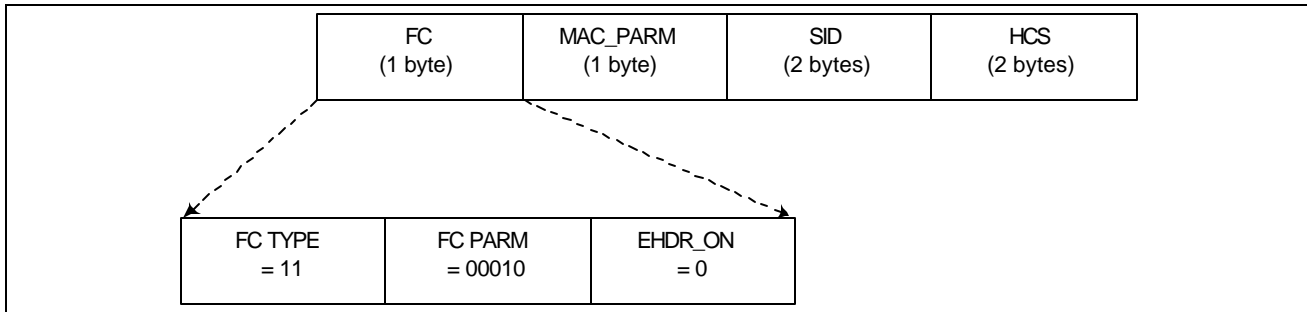 FC
(1 byte)
MAC_PARM
(1 byte)
SID
(2 bytes)
HCS
(2 bytes)
FC TYPE
= 11
FC PARM
= 00010
EHDR_ON
= 0